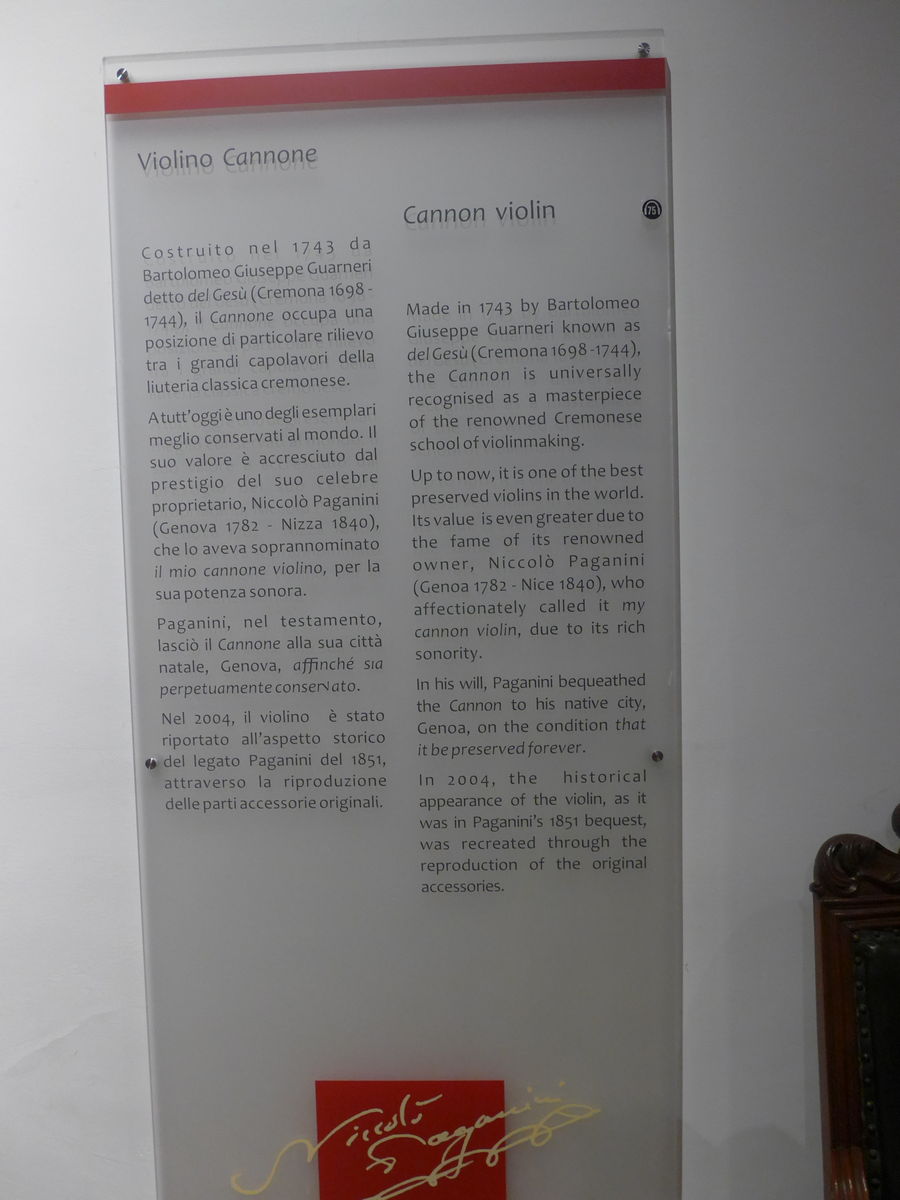 Violino Cannone
Costruito nel 1743 da
Bartolomeo Giuseppe Guarneri
detto del Gesù (Cremona 1698 -
1744), il Cannone occupa una
posizione di particolare rilievo
tra i grandi capolavori della
liuteria classica cremonese.
A tutt'oggi è uno degli esemplari
meglio conservati al mondo. Il
suo valore è accresciuto dal
prestigio del suo celebre
proprietario, Niccolò Paganini
(Genova 1782 - Nizza 1840),
che lo aveva soprannominato
il mio cannone violino, per la
sua potenza sonora.
Paganini, nel testamento,
lasciò il Cannone alla sua città
natale, Genova, affinché sia
perpetuamente conservato.
Nel 2004, il violino è stato
riportato all'aspetto storico
del legato Paganini del 1851,
attraverso la riproduzione
delle parti accessorie originali.
Cannon violin
75
Made in 1743 by Bartolomeo
Giuseppe Guarneri known as
del Gesù (Cremona 1698 -1744),
the Cannon is universally
recognised as a masterpiece
of the renowned Cremonese
school of violinmaking.
Up to now, it is one of the best
preserved violins in the world.
Its value is even greater due to
the fame of its renowned
owner, Niccolò Paganini
(Genoa 1782 - Nice 1840), who
affectionately called it my
cannon violin, due to its rich
sonority.
In his will, Paganini bequeathed
the Cannon to his native city,
Genoa, on the condition that
it be preserved forever.
In 2004, the historical
appearance of the violin, as it
was in Paganini's 1851 bequest,
was recreated through the
reproduction of the original
accessories.
Niccolò
Paganini